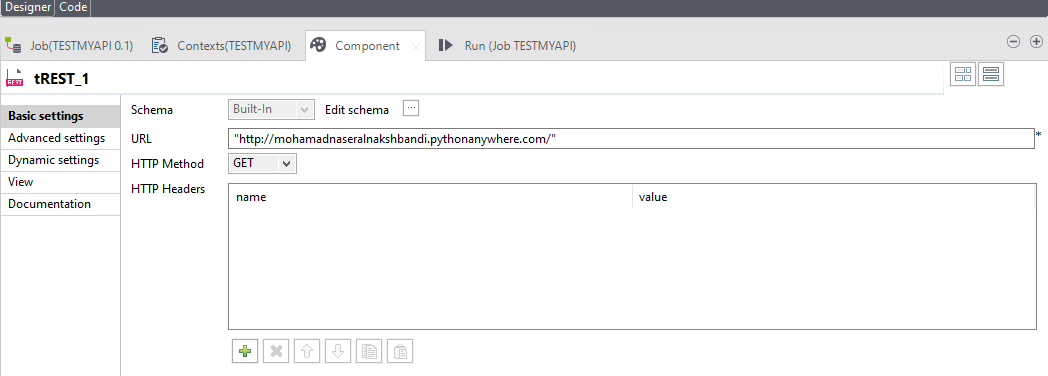 Designer Code
Job(TESTMYAPI 0.1) Contexts(TESTMYAPI) Component Run (Job TESTMYAPI)
REST tREST_1
Basic settings
Advanced settings
Dynamic settings
View
Documentation
Schema Built-In Edit schema ...
URL "http://mohamadnaseralnakshbandi.pythonanywhere.com/" *
HTTP Method GET
HTTP Headers
name value